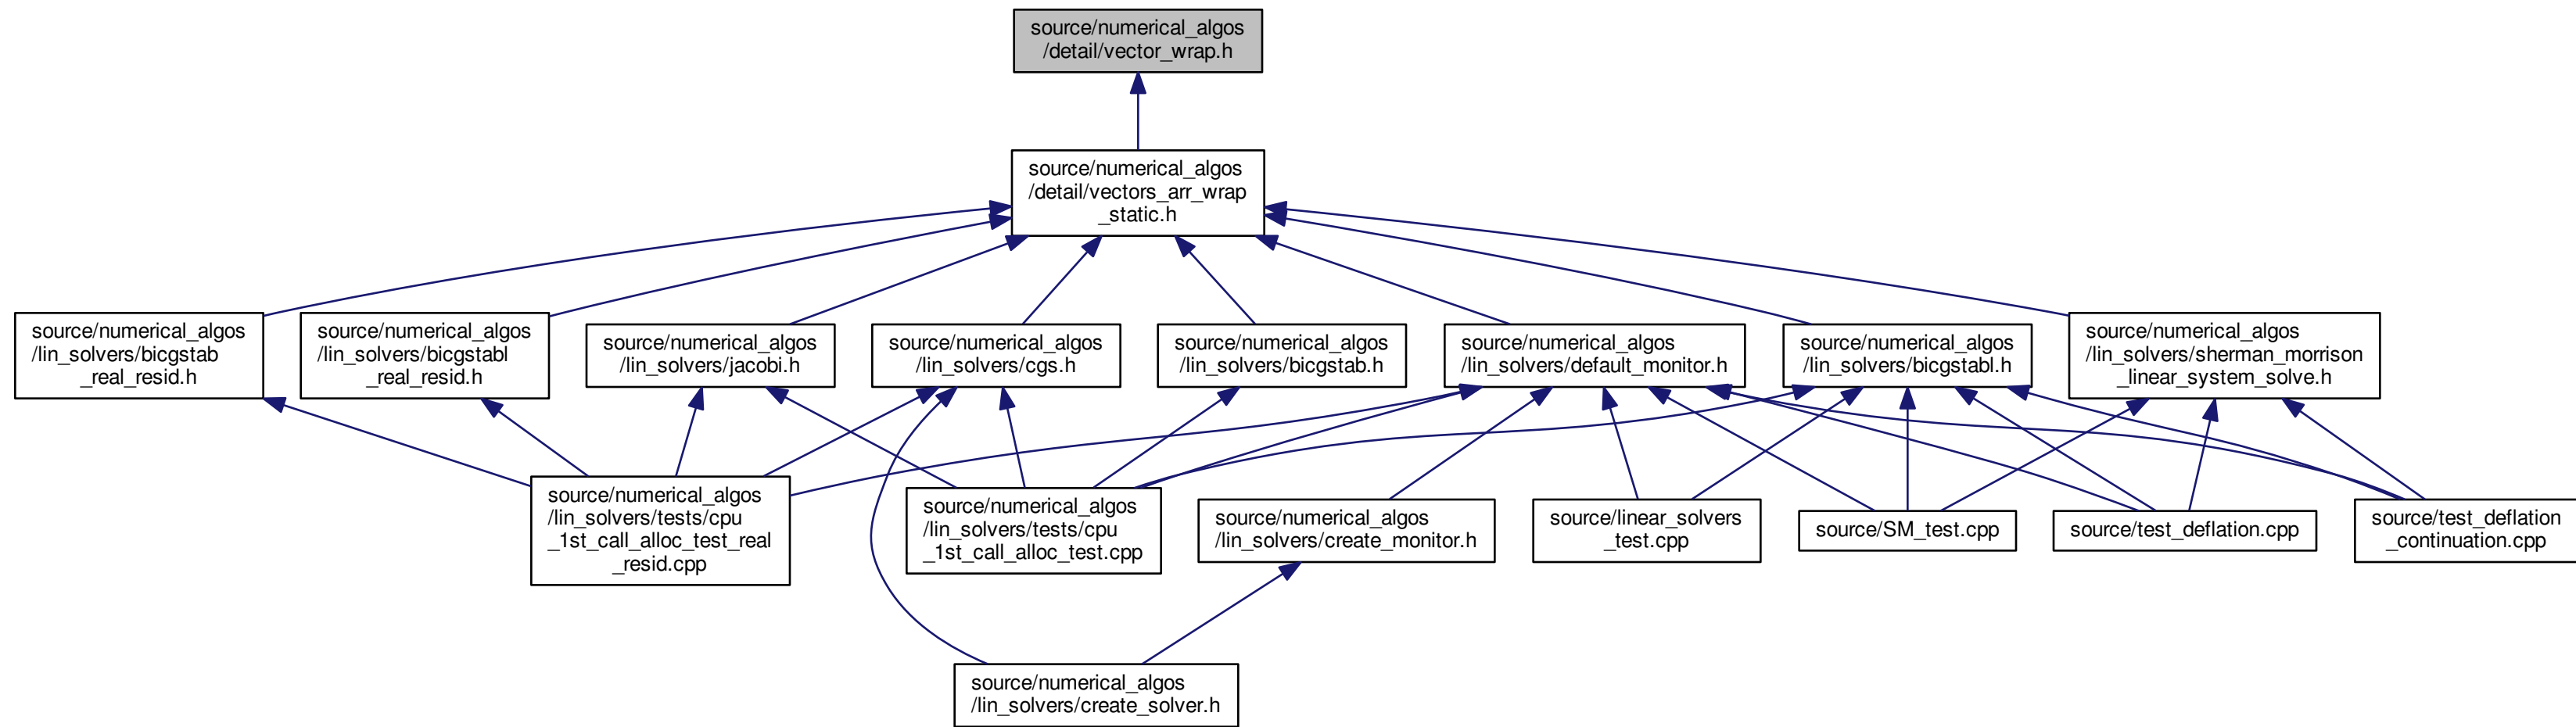 source/numerical_algos
/detail/vector_wrap.h
source/numerical_algos
/detail/vectors_arr_wrap
_static.h
source/numerical_algos
/lin_solvers/bicgstab
_real_resid.h
source/numerical_algos
/lin_solvers/bicgstabl
_real_resid.h
source/numerical_algos
/lin_solvers/jacobi.h
source/numerical_algos
/lin_solvers/cgs.h
source/numerical_algos
/lin_solvers/bicgstab.h
source/numerical_algos
/lin_solvers/default_monitor.h
source/numerical_algos
/lin_solvers/bicgstabl.h
source/numerical_algos
/lin_solvers/sherman_morrison
_linear_system_solve.h
source/numerical_algos
/lin_solvers/tests/cpu
_1st_call_alloc_test_real
_resid.cpp
source/numerical_algos
/lin_solvers/tests/cpu
_1st_call_alloc_test.cpp
source/numerical_algos
/lin_solvers/create_monitor.h
source/linear_solvers
_test.cpp
source/SM_test.cpp
source/test_deflation.cpp
source/test_deflation
_continuation.cpp
source/numerical_algos
/lin_solvers/create_solver.h